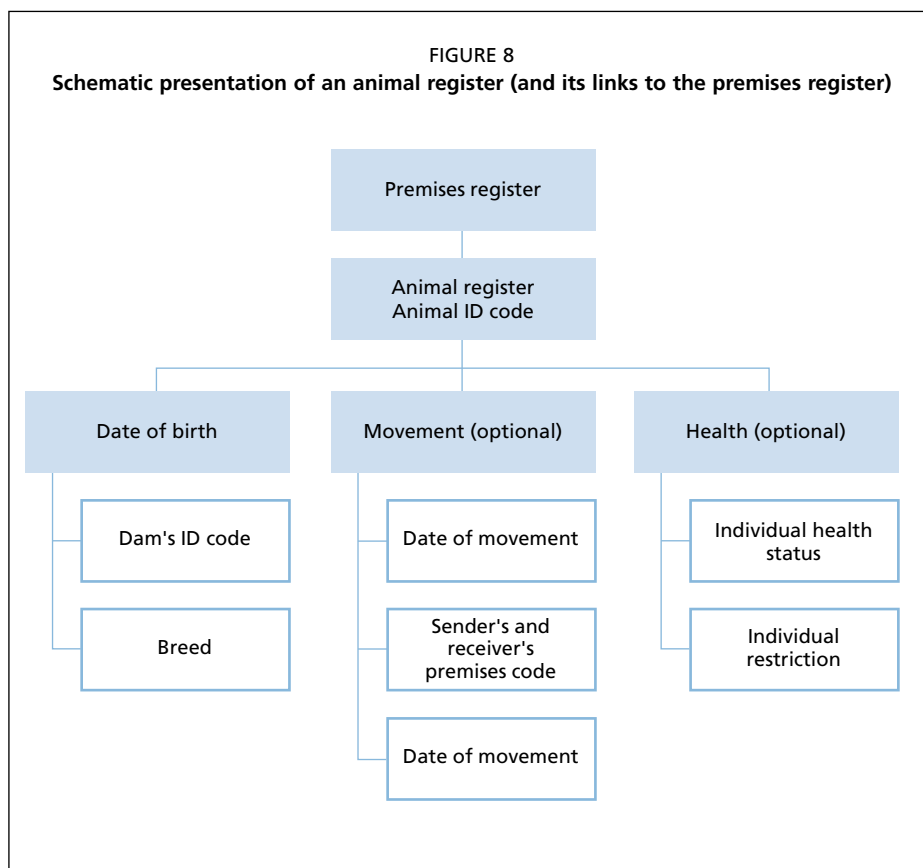 FIGURE 8
Schematic presentation of an animal register (and its links to the premises register)
Premises register
Animal register
Animal ID code
Date of birth
Movement (optional)
Health (optional)
Dam's ID code
Breed
Date of movement
Sender's and
receiver's
premises code
Date of movement
Individual health
status
Individual
restriction